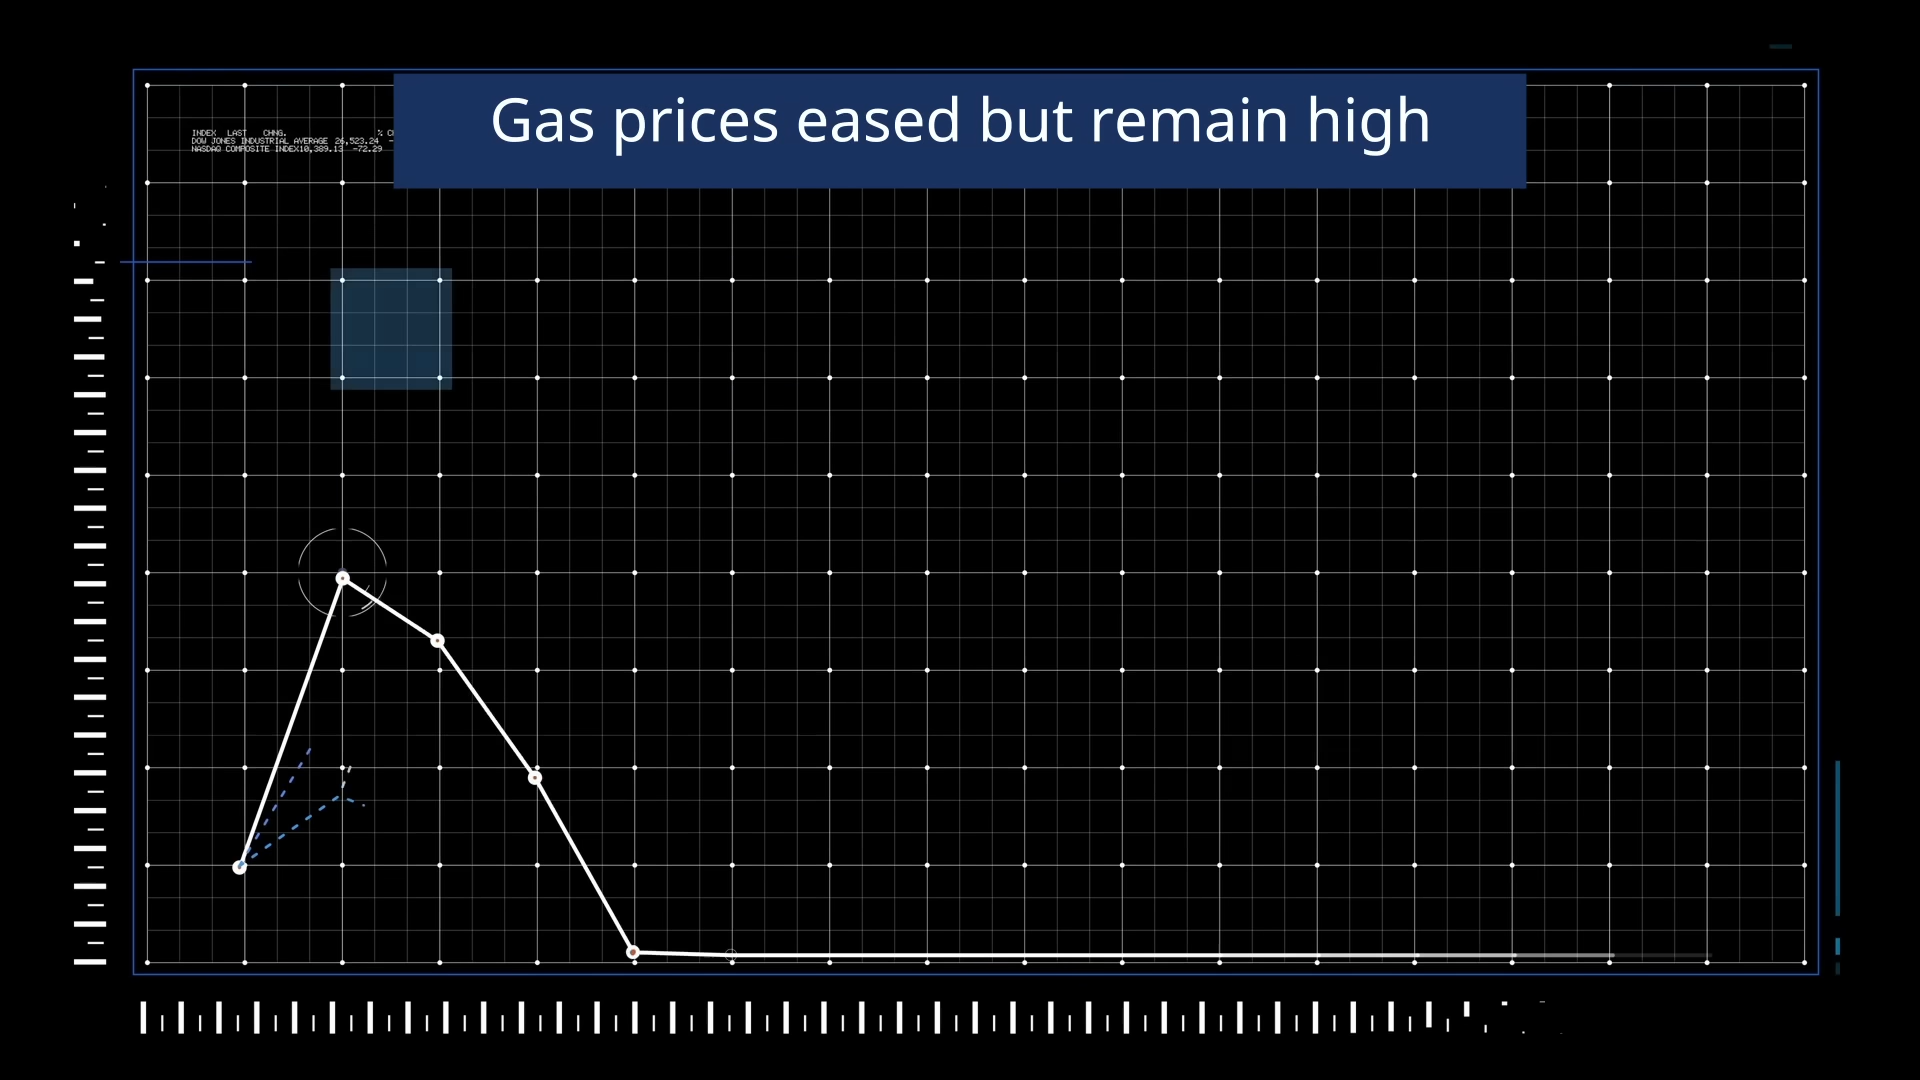 Gas prices eased but remain high
INDEX LAST CHNG. % C
DOW JONES INDUSTRIAL AVERAGE 26,523.24 -
NASDAQ COMPOSITE INDEX10,389.13 -72.29